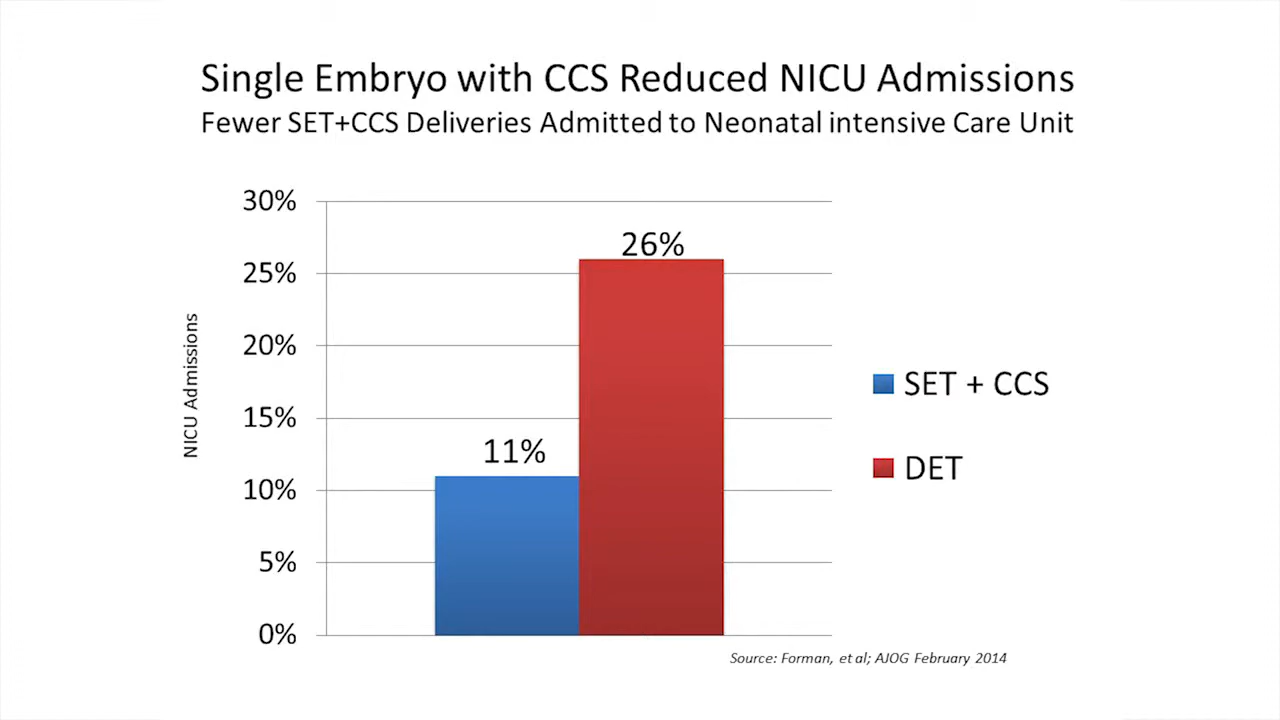 Single Embryo with CCS Reduced NICU Admissions
Fewer SET+CCS Deliveries Admitted to Neonatal intensive Care Unit
30%
25%
20%
15%
10%
5%
0%
NICU Admissions
11%
26%
SET + CCS
DET
Source: Forman, et al; AJOG February 2014